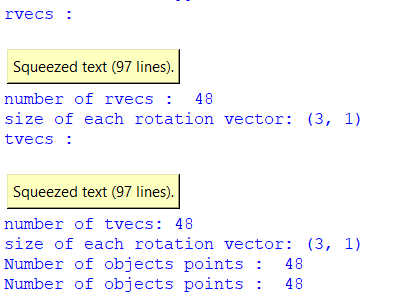 rvecs :
Squeezed text (97 lines).
number of rvecs :  48
size of each rotation vector: (3, 1)
tvecs :
Squeezed text (97 lines).
number of tvecs: 48
size of each rotation vector: (3, 1)
Number of objects points :  48
Number of objects points :  48